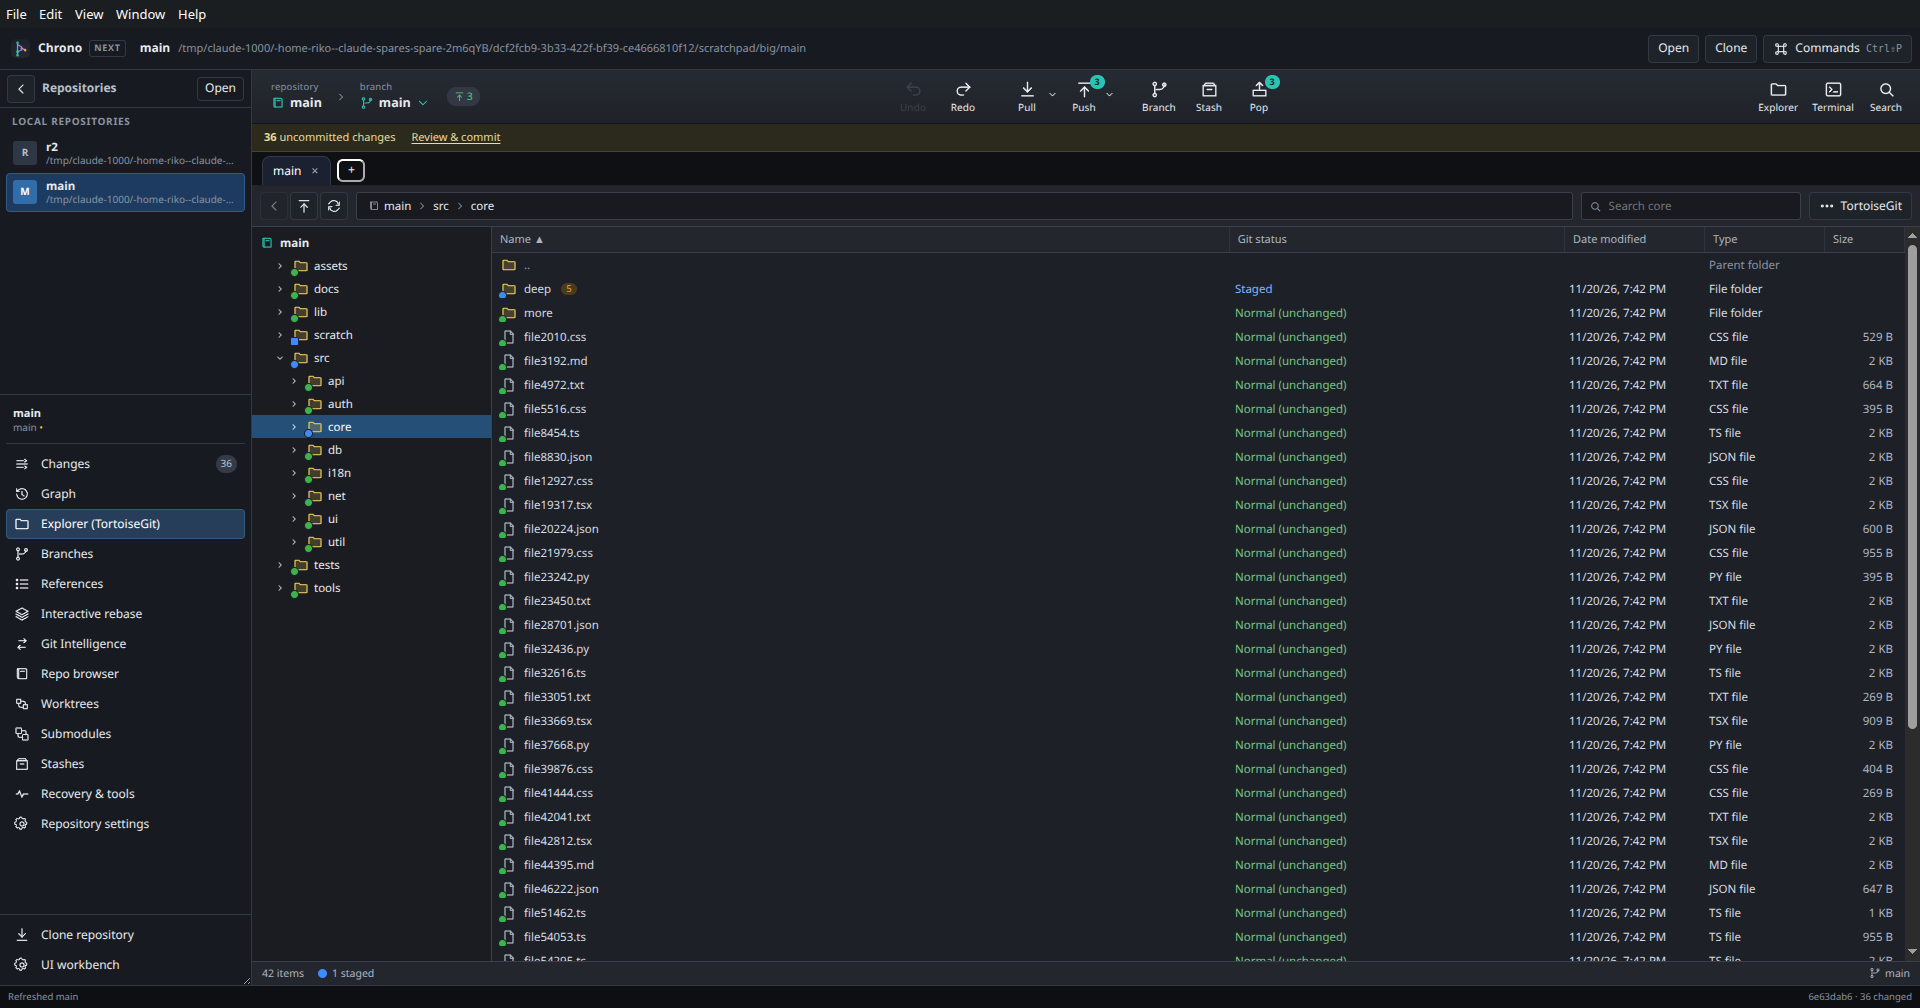 File Edit View Window Help
Chrono NEXT main /tmp/claude-1000/-home-riko--claude-spares-spare-2m6qYB/dcf2fcb9-3b33-422f-bf39-ce4666810f12/scratchpad/big/main Open Clone Commands Ctrl+P
Repositories Open
LOCAL REPOSITORIES
R r2
/tmp/claude-1000/-home-riko--claude-...
M main
/tmp/claude-1000/-home-riko--claude-...
main
main •
Changes 36
Graph
Explorer (TortoiseGit)
Branches
References
Interactive rebase
Git Intelligence
Repo browser
Worktrees
Submodules
Stashes
Recovery & tools
Repository settings
Clone repository
UI workbench
repository branch
main main 3
Undo Redo Pull Push 3 Branch Stash Pop 3 Explorer Terminal Search
36 uncommitted changes Review & commit
main × +
main > src > core Search core ••• TortoiseGit
main
assets
docs
lib
scratch
src
api
auth
core
db
i18n
net
ui
util
tests
tools
Name ▲ Git status Date modified Type Size
.. Parent folder
deep 5 Staged 11/20/26, 7:42 PM File folder
more Normal (unchanged) 11/20/26, 7:42 PM File folder
file2010.css Normal (unchanged) 11/20/26, 7:42 PM CSS file 529 B
file3192.md Normal (unchanged) 11/20/26, 7:42 PM MD file 2 KB
file4972.txt Normal (unchanged) 11/20/26, 7:42 PM TXT file 664 B
file5516.css Normal (unchanged) 11/20/26, 7:42 PM CSS file 395 B
file8454.ts Normal (unchanged) 11/20/26, 7:42 PM TS file 2 KB
file8830.json Normal (unchanged) 11/20/26, 7:42 PM JSON file 2 KB
file12927.css Normal (unchanged) 11/20/26, 7:42 PM CSS file 2 KB
file19317.tsx Normal (unchanged) 11/20/26, 7:42 PM TSX file 2 KB
file20224.json Normal (unchanged) 11/20/26, 7:42 PM JSON file 600 B
file21979.css Normal (unchanged) 11/20/26, 7:42 PM CSS file 955 B
file23242.py Normal (unchanged) 11/20/26, 7:42 PM PY file 395 B
file23450.txt Normal (unchanged) 11/20/26, 7:42 PM TXT file 2 KB
file28701.json Normal (unchanged) 11/20/26, 7:42 PM JSON file 2 KB
file32436.py Normal (unchanged) 11/20/26, 7:42 PM PY file 2 KB
file32616.ts Normal (unchanged) 11/20/26, 7:42 PM TS file 2 KB
file33051.txt Normal (unchanged) 11/20/26, 7:42 PM TXT file 269 B
file33669.tsx Normal (unchanged) 11/20/26, 7:42 PM TSX file 909 B
file37668.py Normal (unchanged) 11/20/26, 7:42 PM PY file 2 KB
file39876.css Normal (unchanged) 11/20/26, 7:42 PM CSS file 404 B
file41444.css Normal (unchanged) 11/20/26, 7:42 PM CSS file 269 B
file42041.txt Normal (unchanged) 11/20/26, 7:42 PM TXT file 2 KB
file42812.tsx Normal (unchanged) 11/20/26, 7:42 PM TSX file 2 KB
file44395.md Normal (unchanged) 11/20/26, 7:42 PM MD file 2 KB
file46222.json Normal (unchanged) 11/20/26, 7:42 PM JSON file 647 B
file51462.ts Normal (unchanged) 11/20/26, 7:42 PM TS file 1 KB
file54053.ts Normal (unchanged) 11/20/26, 7:42 PM TS file 955 B
Normal (unchanged) 11/20/26, 7:42 PM TS file 2 KB
42 items 1 staged main
Refreshed main 6e63dab6 · 36 changed